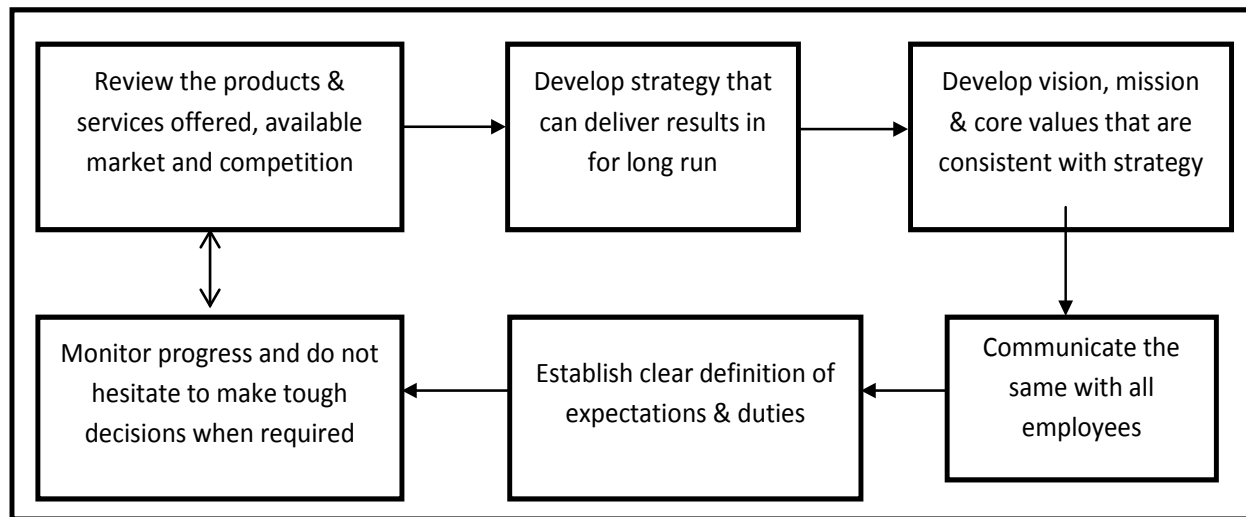 Review the products &
services offered, available
market and competition
Develop strategy that
can deliver results in
for long run
Develop vision, mission
& core values that are
consistent with strategy
Communicate the
same with all
employees
Establish clear definition of
expectations & duties
Monitor progress and do not
hesitate to make tough
decisions when required